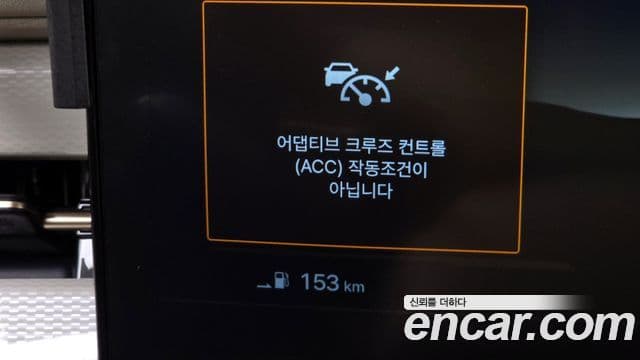 어댑티브 크루즈 컨트롤
(ACC) 작동조건이
아닙니다
153 km
신뢰를 더하다
encar.com